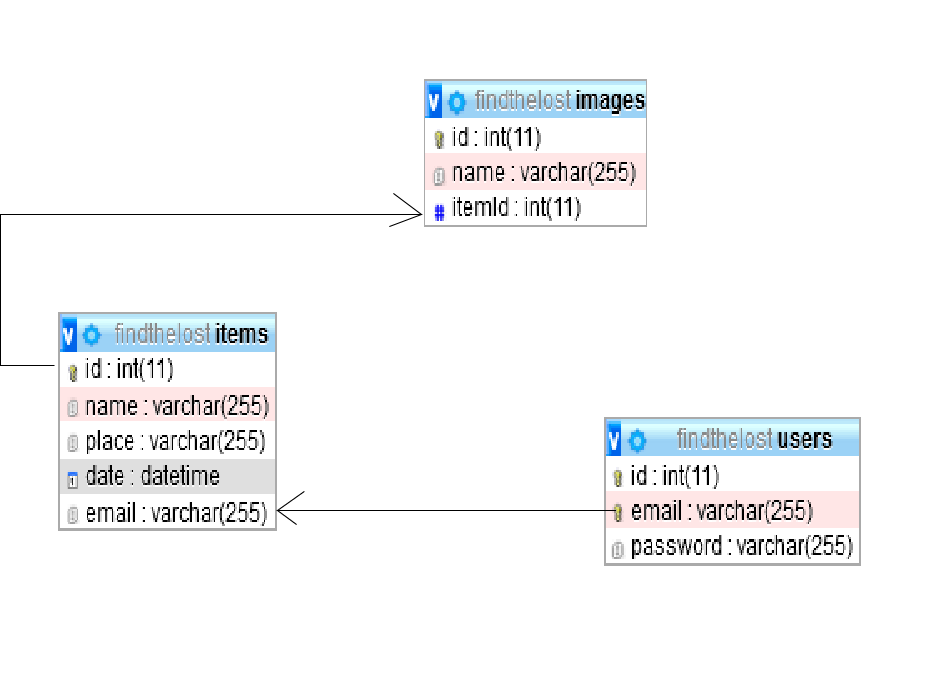 v findthelost images
id : int(11)
name : varchar(255)
# itemId : int(11)
v findthelost items
id : int(11)
name : varchar(255)
place : varchar(255)
date : datetime
email : varchar(255)
v findthelost users
id : int(11)
email : varchar(255)
password : varchar(255)